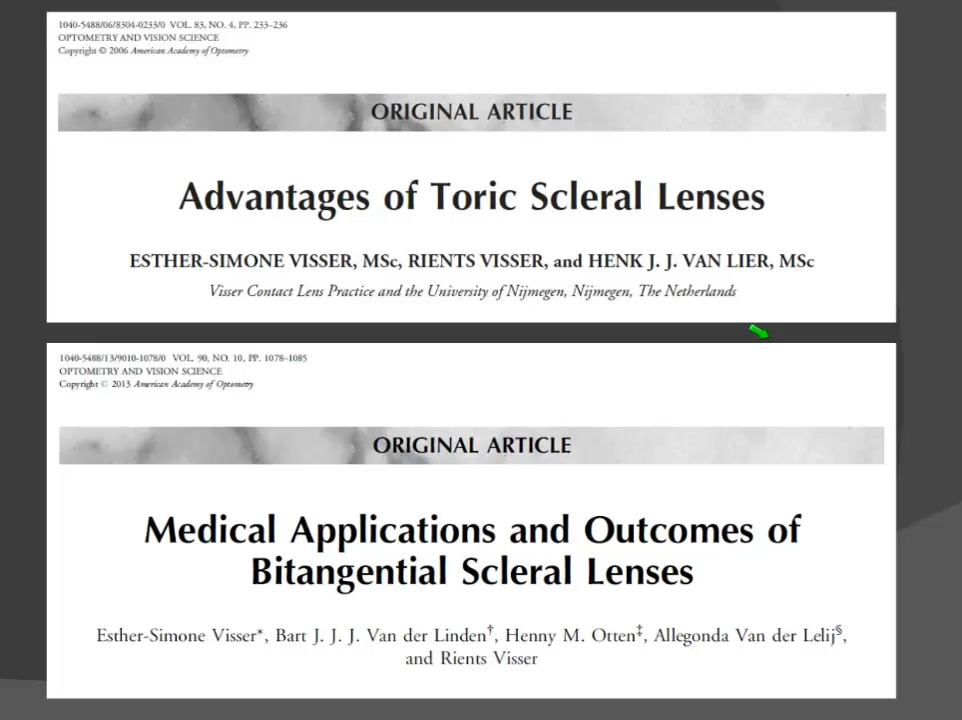 1040-5488/06/8304-0233/0 VOL. 83, NO. 4, PP. 233–236
OPTOMETRY AND VISION SCIENCE
Copyright © 2006 American Academy of Optometry
ORIGINAL ARTICLE
Advantages of Toric Scleral Lenses
ESTHER-SIMONE VISSER, MSc, RIENTS VISSER, and HENK J. J. VAN LIER, MSc
Visser Contact Lens Practice and the University of Nijmegen, Nijmegen, The Netherlands
1040-5488/13/9010-1078/0 VOL. 90, NO. 10, PP. 1078–1085
OPTOMETRY AND VISION SCIENCE
Copyright © 2013 American Academy of Optometry
ORIGINAL ARTICLE
Medical Applications and Outcomes of
Bitangential Scleral Lenses
Esther-Simone Visser*, Bart J. J. J. Van der Linden†, Henny M. Otten‡, Allegonda Van der Lelij§,
and Rients Visser